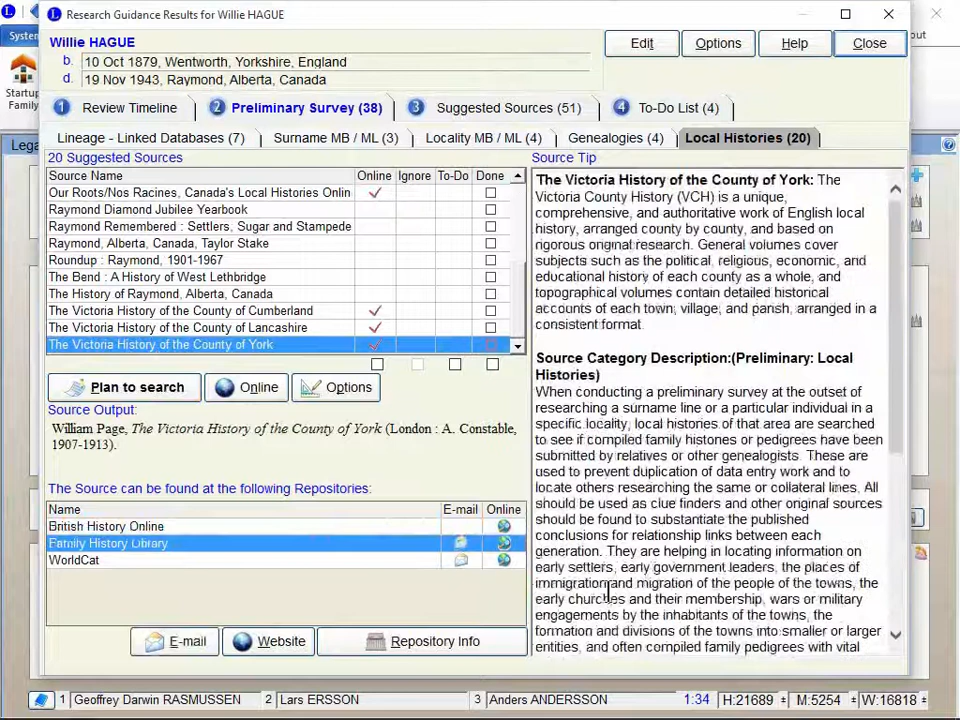 Research Guidance Results for Willie HAGUE
System
out
Willie HAGUE
b. 10 Oct 1879, Wentworth, Yorkshire, England
d. 19 Nov 1943, Raymond, Alberta, Canada
Edit Options Help Close
Startup
Family
1 Review Timeline 2 Preliminary Survey (38) 3 Suggested Sources (51) 4 To-Do List (4)
Lega
Lineage - Linked Databases (7) Surname MB / ML (3) Locality MB / ML (4) Genealogies (4) Local Histories (20)
20 Suggested Sources
Source Name Online Ignore To-Do Done
Our Roots/Nos Racines, Canada's Local Histories Onlin
Raymond Diamond Jubilee Yearbook
Raymond Remembered : Settlers, Sugar and Stampede
Raymond, Alberta, Canada, Taylor Stake
Roundup : Raymond, 1901-1967
The Bend : A History of West Lethbridge
The History of Raymond, Alberta, Canada
The Victoria History of the County of Cumberland
The Victoria History of the County of Lancashire
The Victoria History of the County of York
Plan to search Online Options
Source Output:
William Page, The Victoria History of the County of York (London : A. Constable,
1907-1913).
The Source can be found at the following Repositories:
Name E-mail Online
British History Online
Family History Library
WorldCat
E-mail Website Repository Info
Source Tip
The Victoria History of the County of York: The
Victoria County History (VCH) is a unique,
comprehensive, and authoritative work of English local
history, arranged county by county, and based on
rigorous original research. General volumes cover
subjects such as the political, religious, economic, and
educational history of each county as a whole, and
topographical volumes contain detailed historical
accounts of each town, village, and parish, arranged in a
consistent format.
Source Category Description:(Preliminary: Local
Histories)
When conducting a preliminary survey at the outset of
researching a surname line or a particular individual in a
specific locality, local histories of that area are searched
to see if compiled family histories or pedigrees have been
submitted by relatives or other genealogists. These are
used to prevent duplication of data entry work and to
locate others researching the same or collateral lines. All
should be used as clue finders and other original sources
should be found to substantiate the published
conclusions for relationship links between each
generation. They are helping in locating information on
early settlers, early government leaders, the places of
immigration and migration of the people of the towns, the
early churches and their membership, wars or military
engagements by the inhabitants of the towns, the
formation and divisions of the towns into smaller or larger
entities, and often compiled family pedigrees with vital
1 Geoffrey Darwin RASMUSSEN 2 Lars ERSSON 3 Anders ANDERSSON 1:34 H:21689 M:5254 W:16818